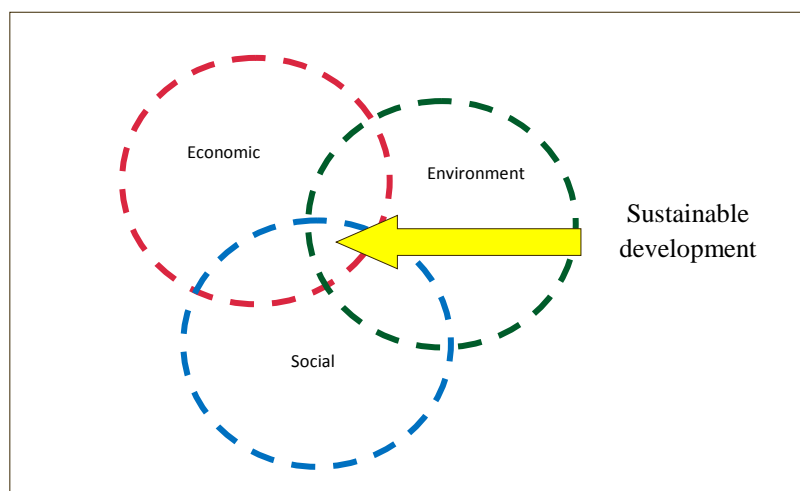 Economic
Environment
Sustainable
development
Social